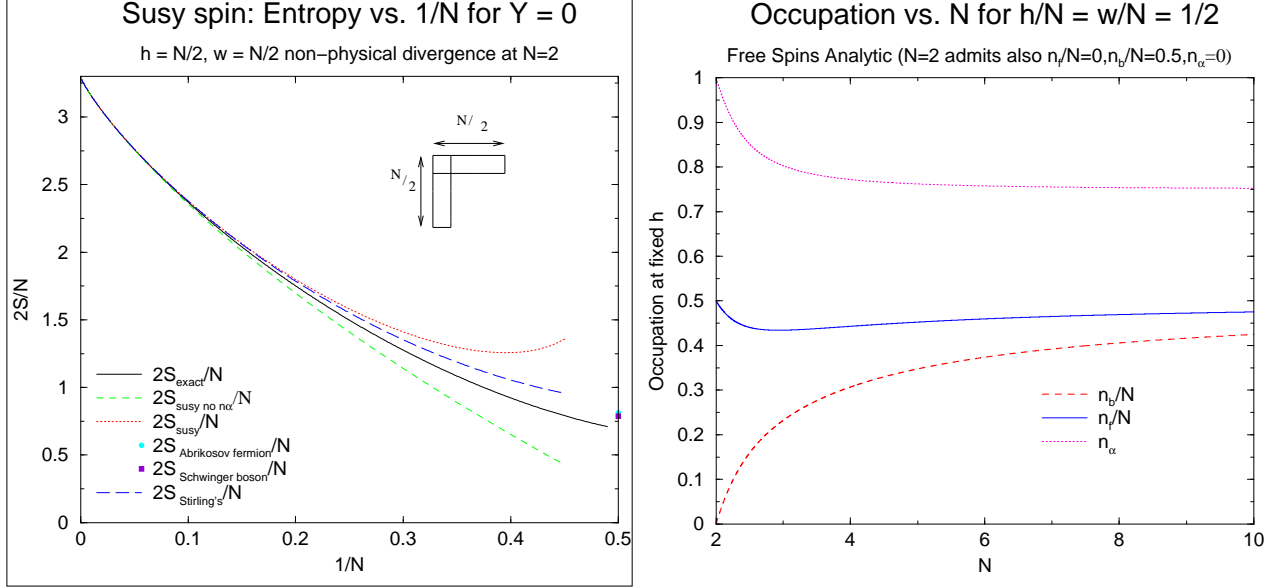 Susy spin: Entropy vs. 1/N for Y = 0
h = N/2, w = N/2 non−physical divergence at N=2
2S/N
3
2.5
2
1.5
1
0.5
0
N/ 2
N/2
2S_exact/N
2S_susy no nα/N
2S_susy/N
2S_Abrikosov fermion/N
2S_Schwinger boson/N
2S_Stirling's/N
0 0.1 0.2 0.3 0.4 0.5
1/N
Occupation vs. N for h/N = w/N = 1/2
Free Spins Analytic (N=2 admits also n_f/N=0,n_b/N=0.5,n_α=0)
Occupation at fixed h
1
0.9
0.8
0.7
0.6
0.5
0.4
0.3
0.2
0.1
0
n_b/N
n_f/N
n_α
2 4 6 8 10
N